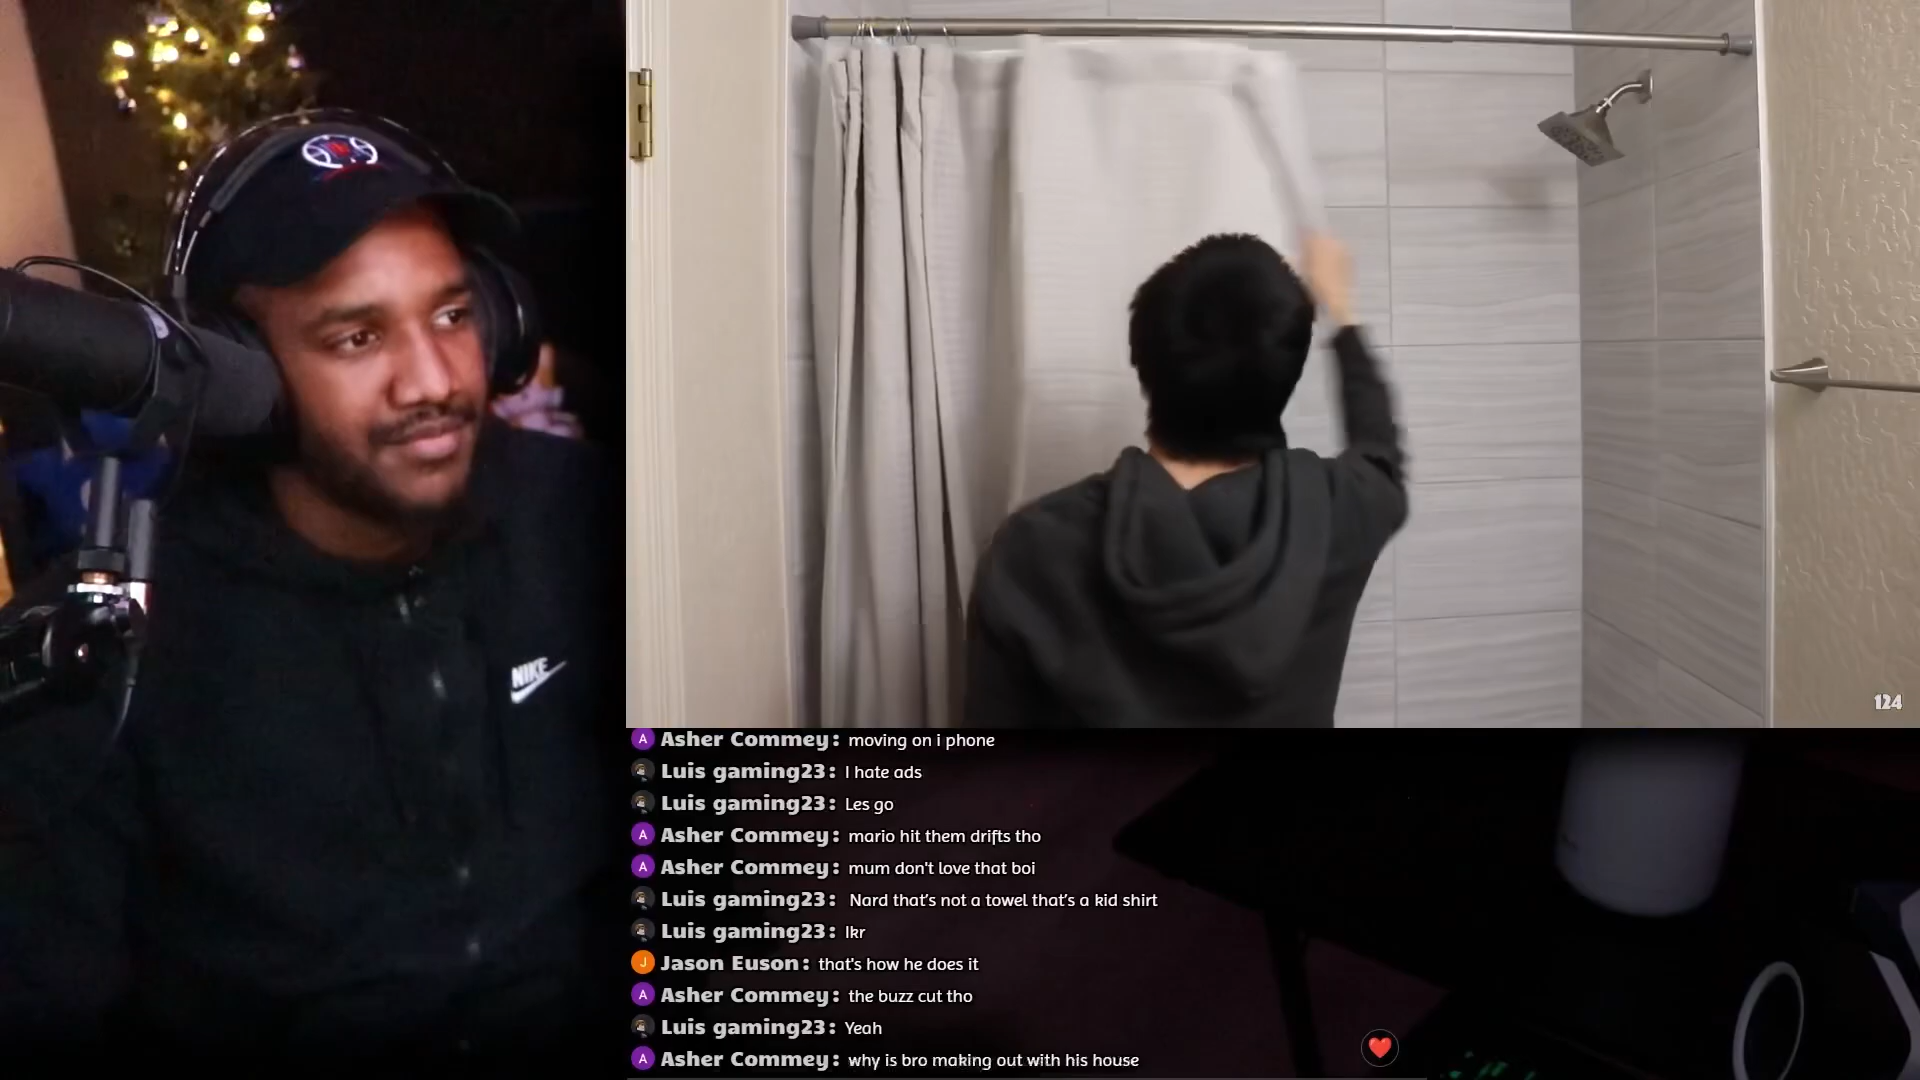 NIKE
124
Asher Commey: moving on i phone
Luis gaming23: I hate ads
Luis gaming23: Les go
Asher Commey: mario hit them drifts tho
Asher Commey: mum don't love that boi
Luis gaming23: Nard that's not a towel that's a kid shirt
Luis gaming23: Ikr
Jason Euson: that's how he does it
Asher Commey: the buzz cut tho
Luis gaming23: Yeah
Asher Commey: why is bro making out with his house